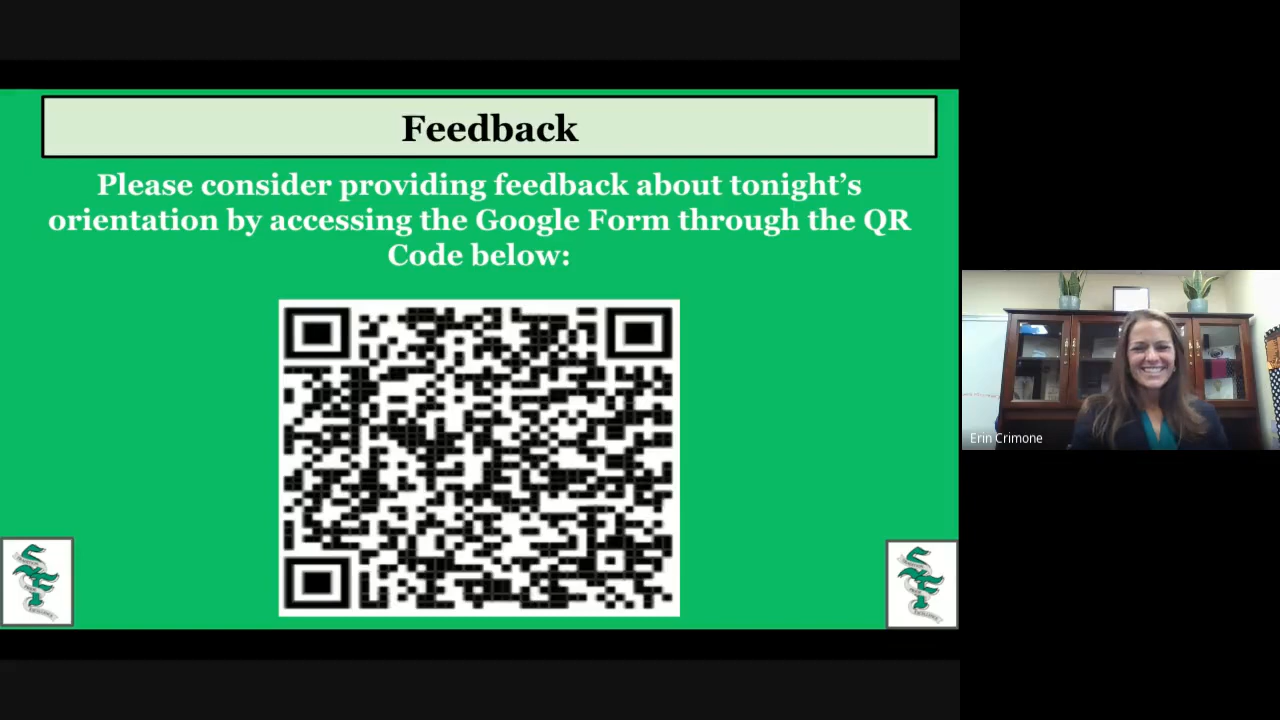 Feedback
Please consider providing feedback about tonight’s
orientation by accessing the Google Form through the QR
Code below:
Erin Crimone